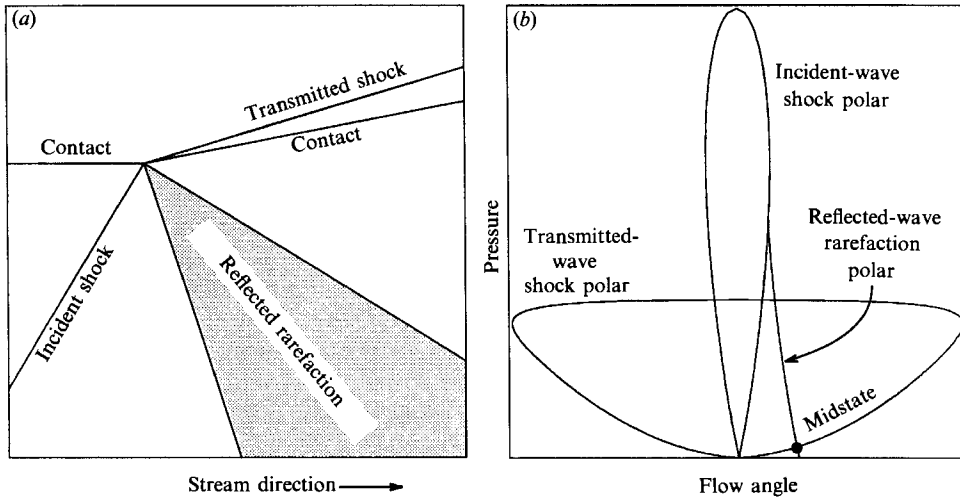 (a)
Transmitted shock
Contact
Contact
Incident shock
Reflected rarefaction
Stream direction
(b)
Incident-wave
shock polar
Transmitted-
wave
shock polar
Reflected-wave
rarefaction
polar
Pressure
Midstate
Flow angle